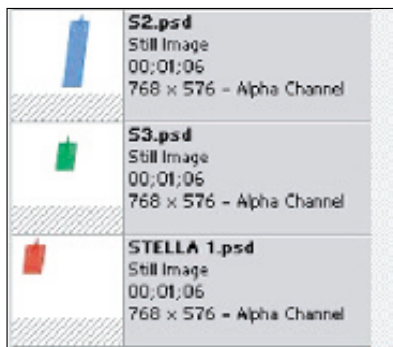 S2.psd
Still Image
00;01;06
768 × 576 - Alpha Channel
S3.psd
Still Image
00;01;06
768 × 576 - Alpha Channel
STELLA 1.psd
Still Image
00;01;06
768 × 576 - Alpha Channel